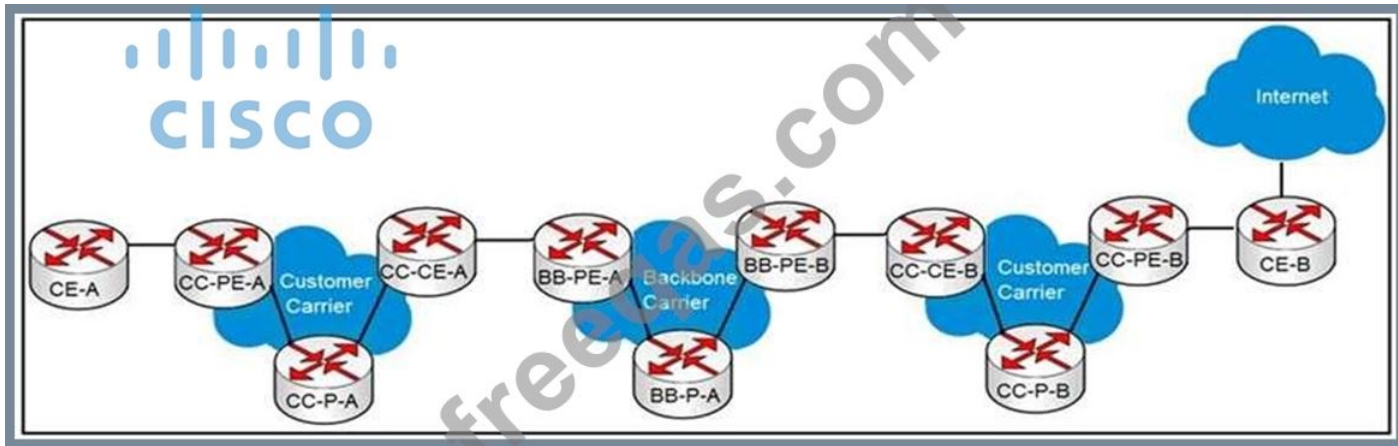 CISCO
Internet
CE-A
CC-PE-A
Customer
Carrier
CC-CE-A
BB-PE-A
Backbone
Carrier
BB-PE-B
CC-CE-B
Customer
Carrier
CC-PE-B
CE-B
CC-P-A
BB-P-A
CC-P-B
freeqas.com